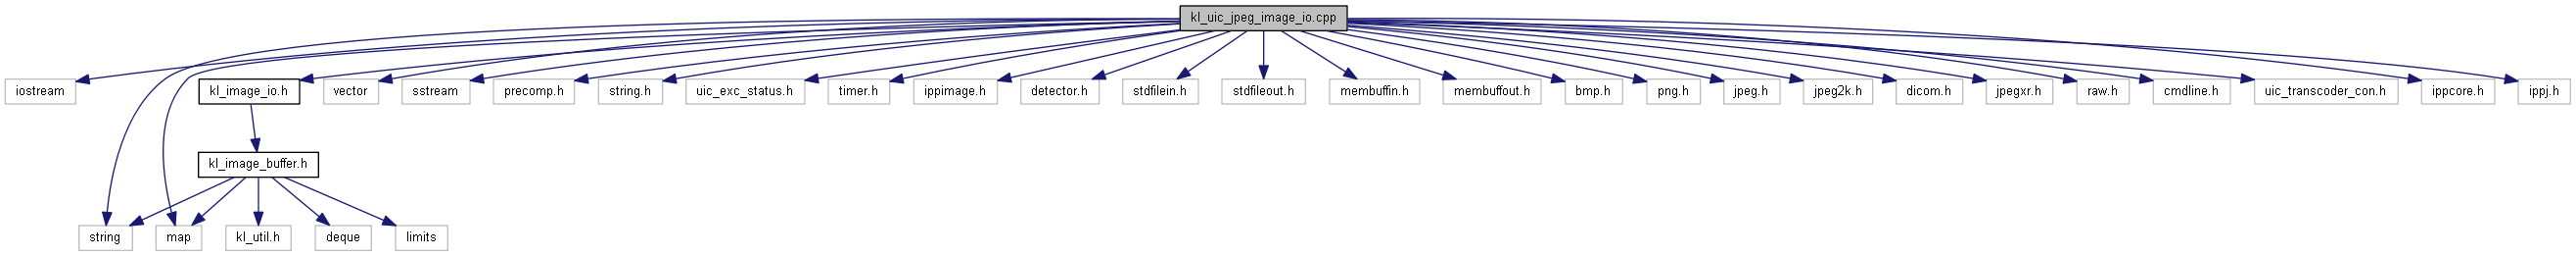 kl_uic_jpeg_image_io.cpp
iostream
kl_image_io.h
vector
sstream
precomp.h
string.h
uic_exc_status.h
timer.h
ippimage.h
detector.h
stdfilein.h
stdfileout.h
membuffin.h
membuffout.h
bmp.h
png.h
jpeg.h
jpeg2k.h
dicom.h
jpegxr.h
raw.h
cmdline.h
uic_transcoder_con.h
ippcore.h
ippj.h
kl_image_buffer.h
string
map
kl_util.h
deque
limits